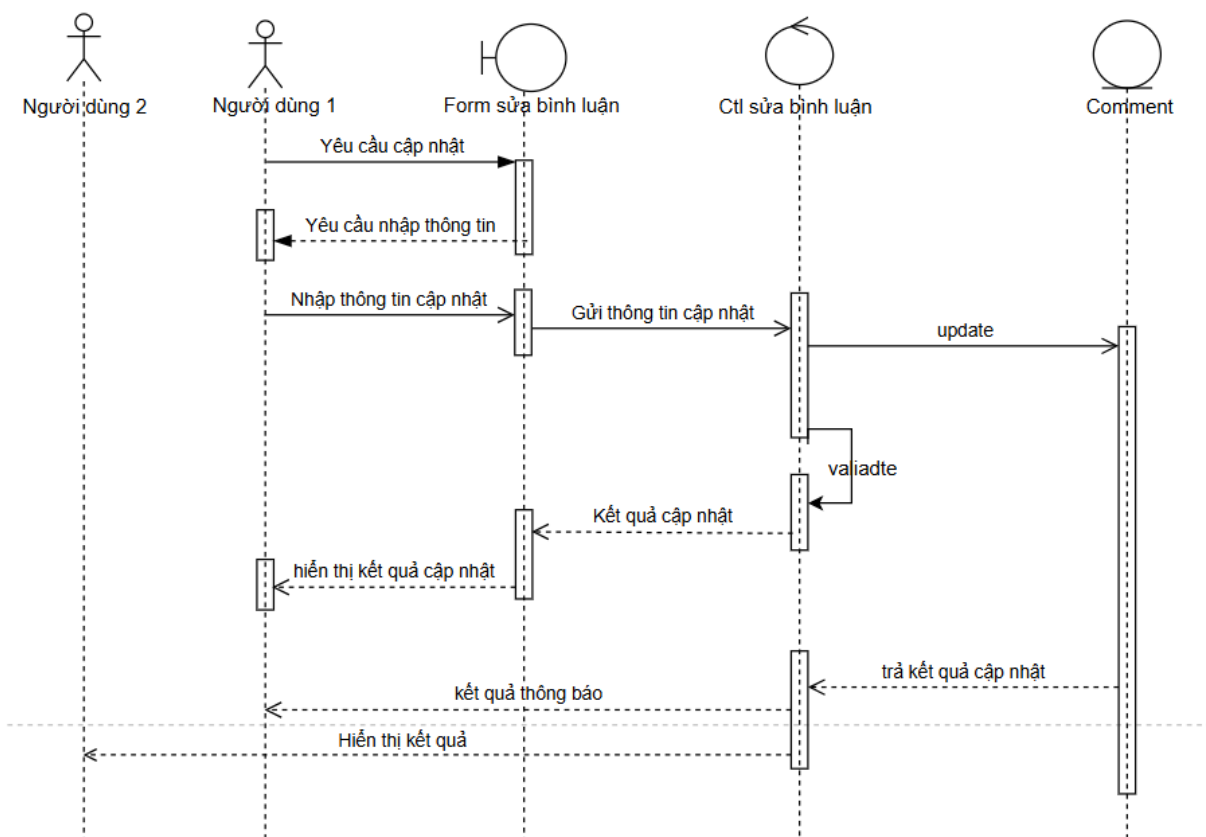 Người dùng 2
Người dùng 1
Form sửa bình luận
Ctl sửa bình luận
Comment
Yêu cầu cập nhật
Yêu cầu nhập thông tin
Nhập thông tin cập nhật
Gửi thông tin cập nhật
update
valiadte
Kết quả cập nhật
hiển thị kết quả cập nhật
trả kết quả cập nhật
kết quả thông báo
Hiển thị kết quả